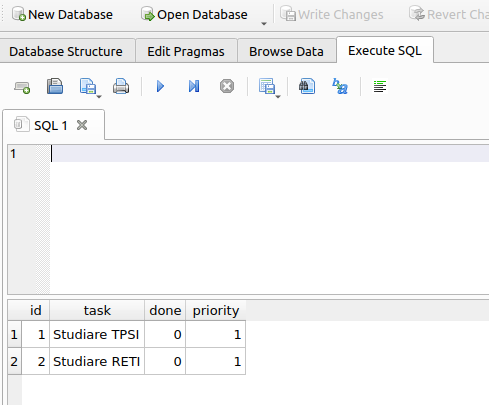 New Database Open Database Write Changes Revert Cha
Database Structure Edit Pragmas Browse Data Execute SQL
SQL 1
1
id task done priority
1 1 Studiare TPSI 0 1
2 2 Studiare RETI 0 1